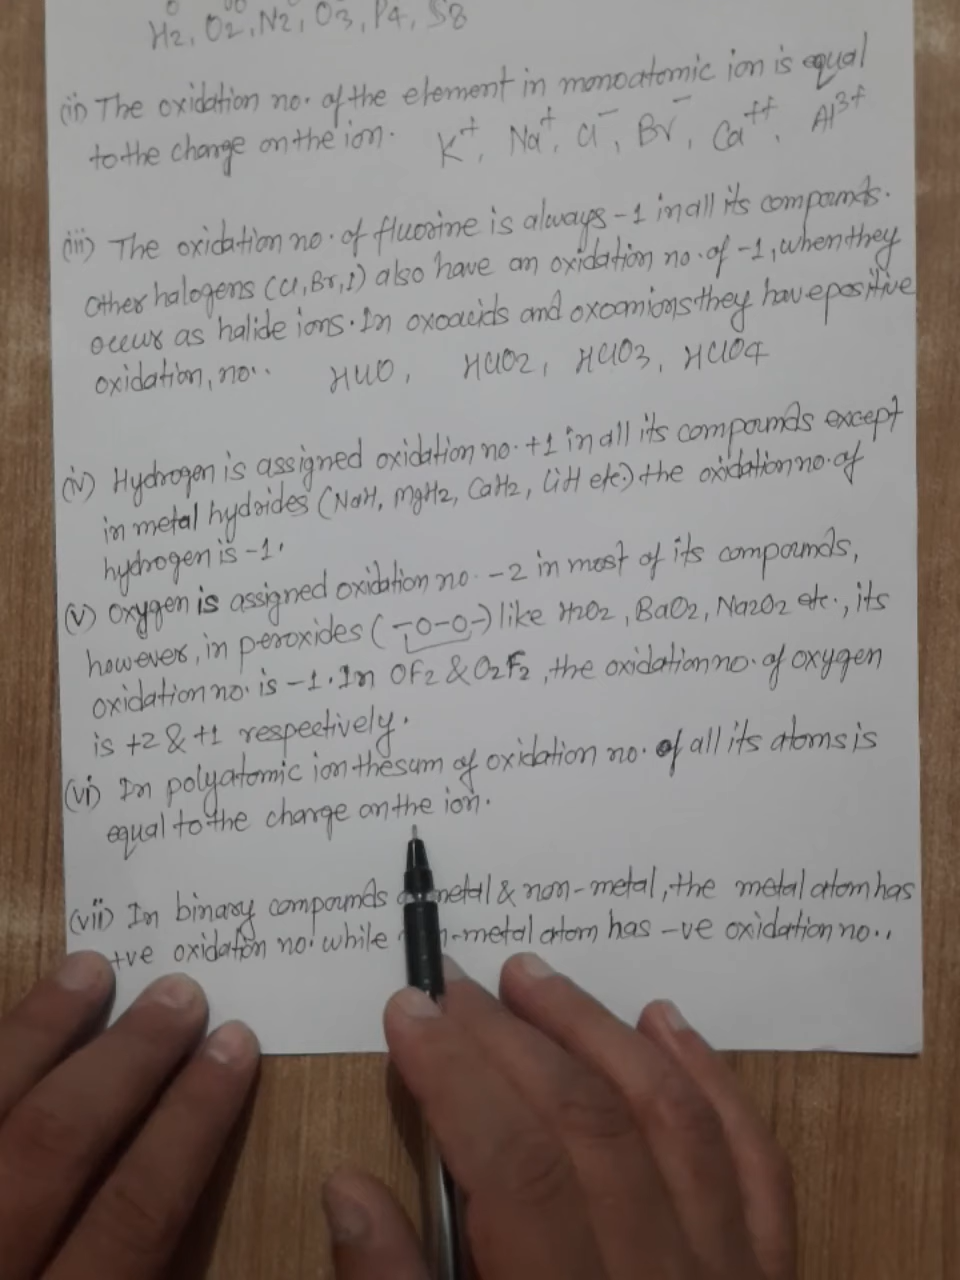 H2, O2, N2, O3, P4, S8
(ii) The oxidation no. of the element in monoatomic ion is equal
to the charge on the ion. K+, Na+, Cl-, Br-, Ca++, Al3+
(iii) The oxidation no. of fluorine is always -1 in all its compounds.
Other halogens (Cl, Br, I) also have an oxidation no. of -1, when they
occur as halide ions. In oxoacids and oxoanions they have positive
oxidation, no.. HClO, HClO2, HClO3, HClO4
(iv) Hydrogen is assigned oxidation no. +1 in all its compounds except
in metal hydrides (NaH, MgH2, CaH2, LiH etc.) the oxidation no. of
hydrogen is -1.
(v) Oxygen is assigned oxidation no. -2 in most of its compounds,
however, in peroxides (-O-O-) like H2O2, BaO2, Na2O2 etc., its
oxidation no. is -1. In OF2 & O2F2, the oxidation no. of oxygen
is +2 & +1 respectively.
(vi) In polyatomic ion the sum of oxidation no. of all its atoms is
equal to the charge on the ion.
(vii) In binary compounds metal & non-metal, the metal atom has
+ve oxidation no. while n-metal atom has -ve oxidation no..